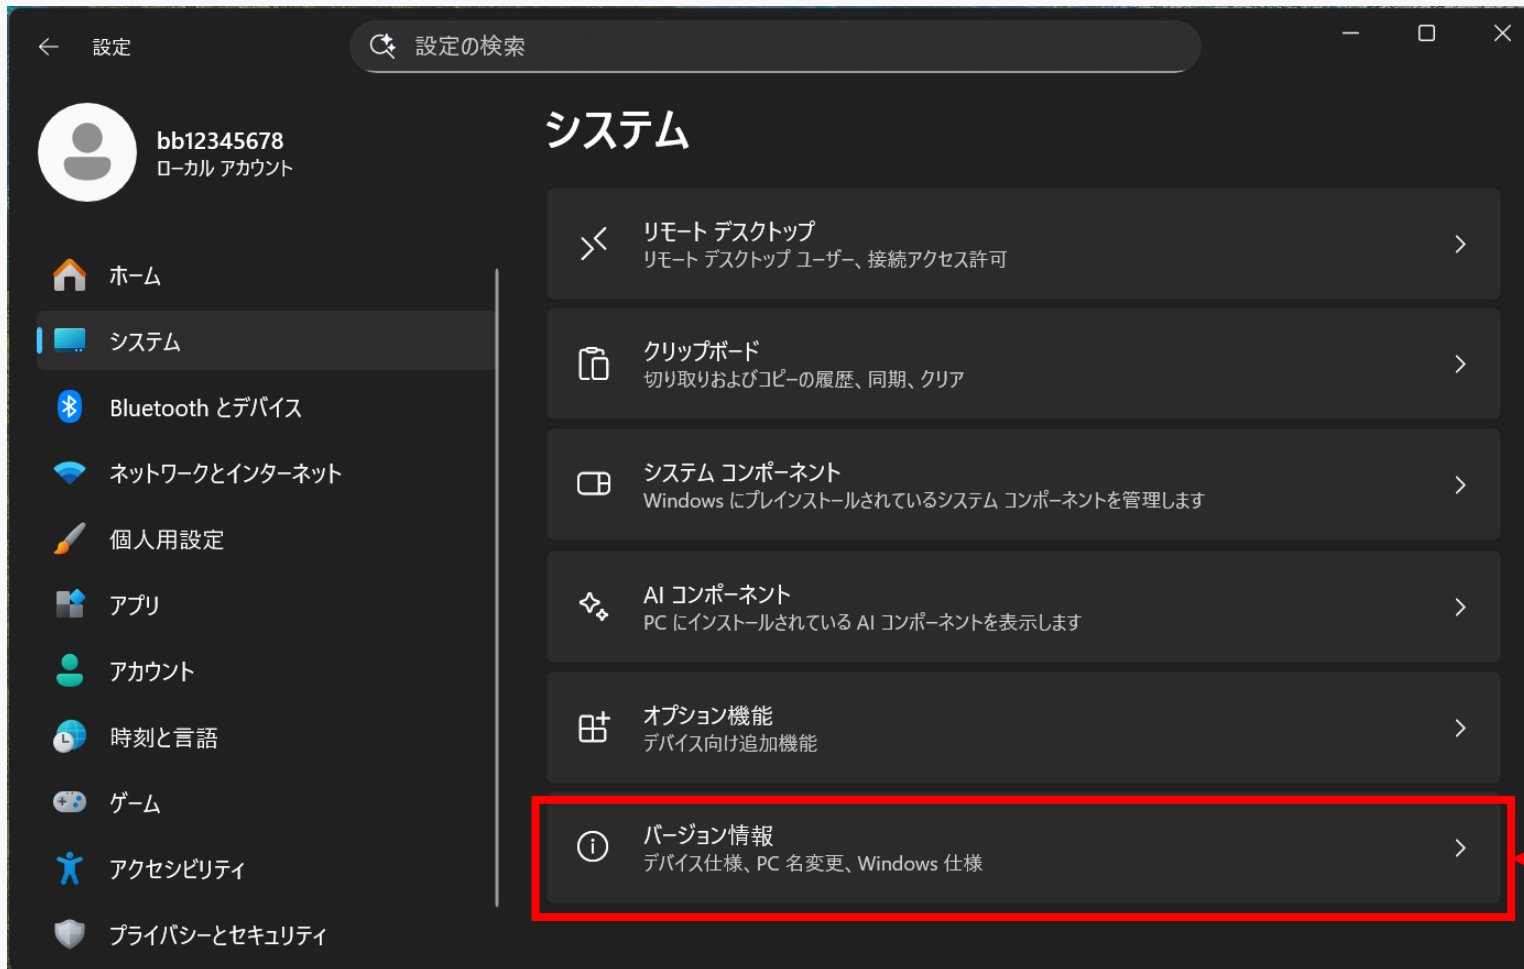 設定
設定の検索
bb12345678
ローカル アカウント
ホーム
システム
Bluetooth とデバイス
ネットワークとインターネット
個人用設定
アプリ
アカウント
時刻と言語
ゲーム
アクセシビリティ
プライバシーとセキュリティ
システム
リモート デスクトップ
リモート デスクトップ ユーザー、接続アクセス許可
クリップボード
切り取りおよびコピーの履歴、同期、クリア
システム コンポーネント
Windows にプレインストールされているシステム コンポーネントを管理します
AI コンポーネント
PC にインストールされている AI コンポーネントを表示します
オプション機能
デバイス向け追加機能
バージョン情報
デバイス仕様、PC 名変更、Windows 仕様